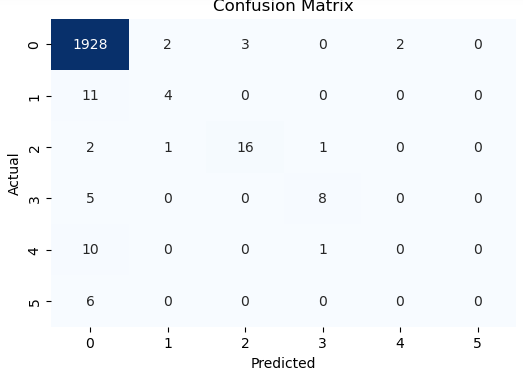 Confusion Matrix
0 1928 2 3 0 2 0
1 11 4 0 0 0 0
2 2 1 16 1 0 0
Actual
3 5 0 0 8 0 0
4 10 0 0 1 0 0
5 6 0 0 0 0 0
0 1 2 3 4 5
Predicted